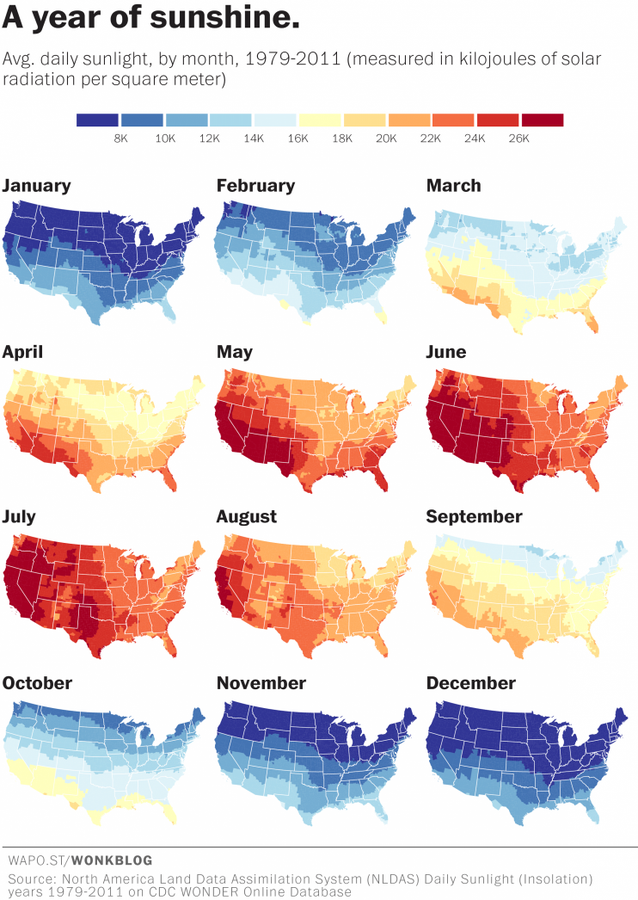 A year of sunshine.
Avg. daily sunlight, by month, 1979-2011 (measured in kilojoules of solar
radiation per square meter)
8K 10K 12K 14K 16K 18K 20K 22K 24K 26K
January February March
April May June
July August September
October November December
WAPO.ST/WONKBLOG
Source: North America Land Data Assimilation System (NLDAS) Daily Sunlight (Insolation)
years 1979-2011 on CDC WONDER Online Database